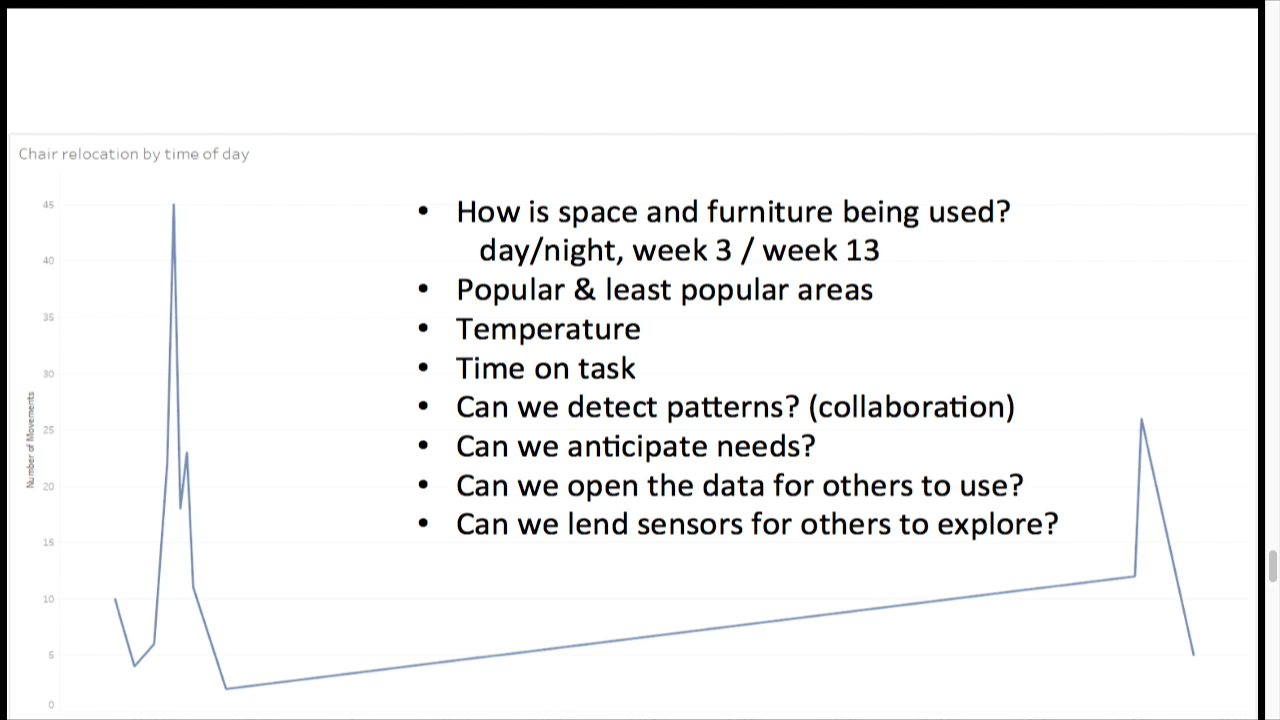 Chair relocation by time of day
45
40
35
30
25
20
15
10
5
0
Number of Movements
• How is space and furniture being used?
day/night, week 3 / week 13
• Popular & least popular areas
• Temperature
• Time on task
• Can we detect patterns? (collaboration)
• Can we anticipate needs?
• Can we open the data for others to use?
• Can we lend sensors for others to explore?